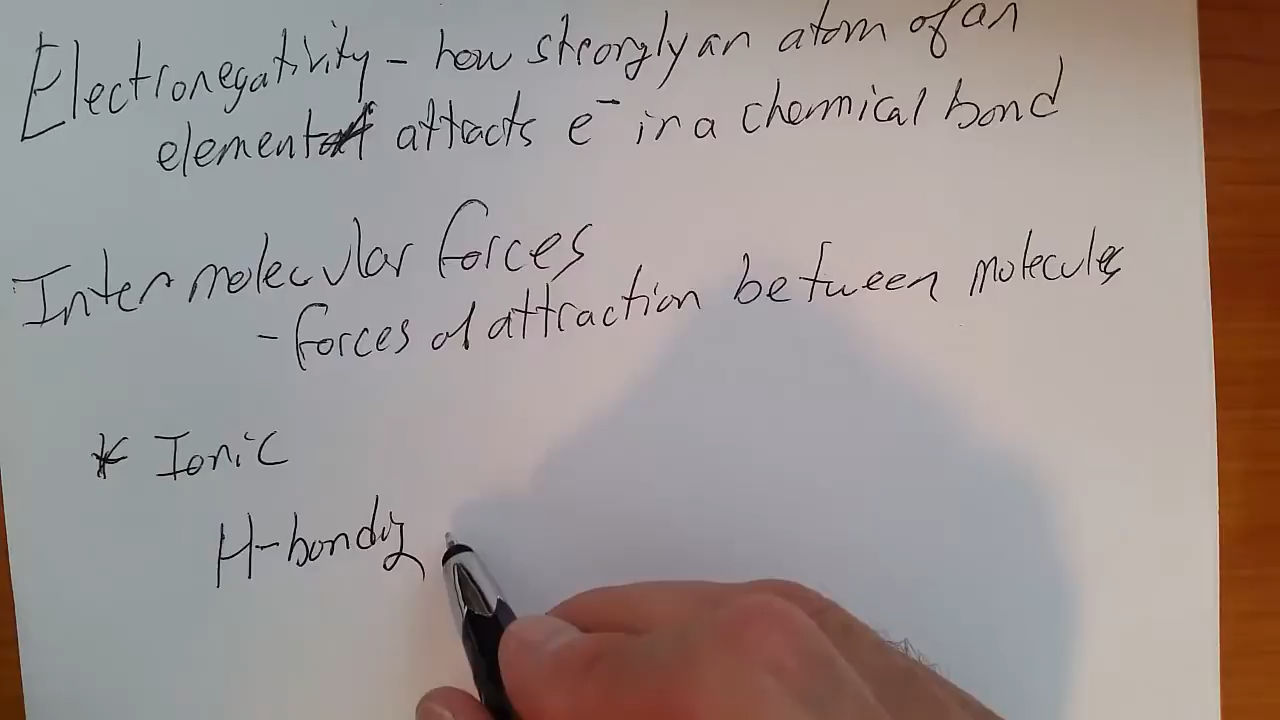 Electronegativity - how strongly an atom of an
element attracts e⁻ in a chemical bond
Intermolecular forces
- forces of attraction between molecules
* Ionic
H-bonding